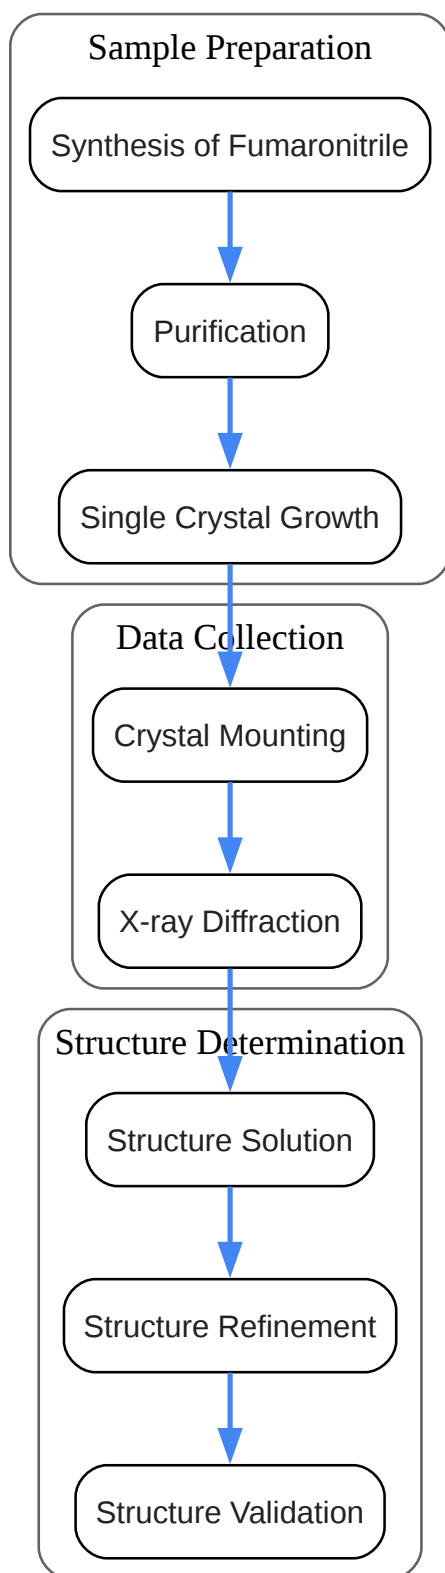 Sample Preparation
Synthesis of Fumaronitrile
Purification
Single Crystal Growth
Data Collection
Crystal Mounting
X-ray Diffraction
Structure Determination
Structure Solution
Structure Refinement
Structure Validation